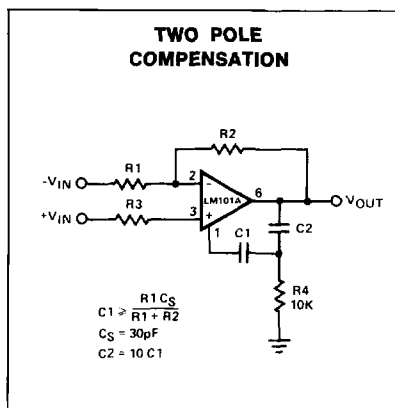 TWO POLE
COMPENSATION
R2
R1
-VIN
2
-
6
VOUT
LM101A
R3
+VIN
3
+
1
C1
C2
R4
10K
C1 ≥ R1 CS
R1 + R2
CS = 30pF
C2 = 10 C1